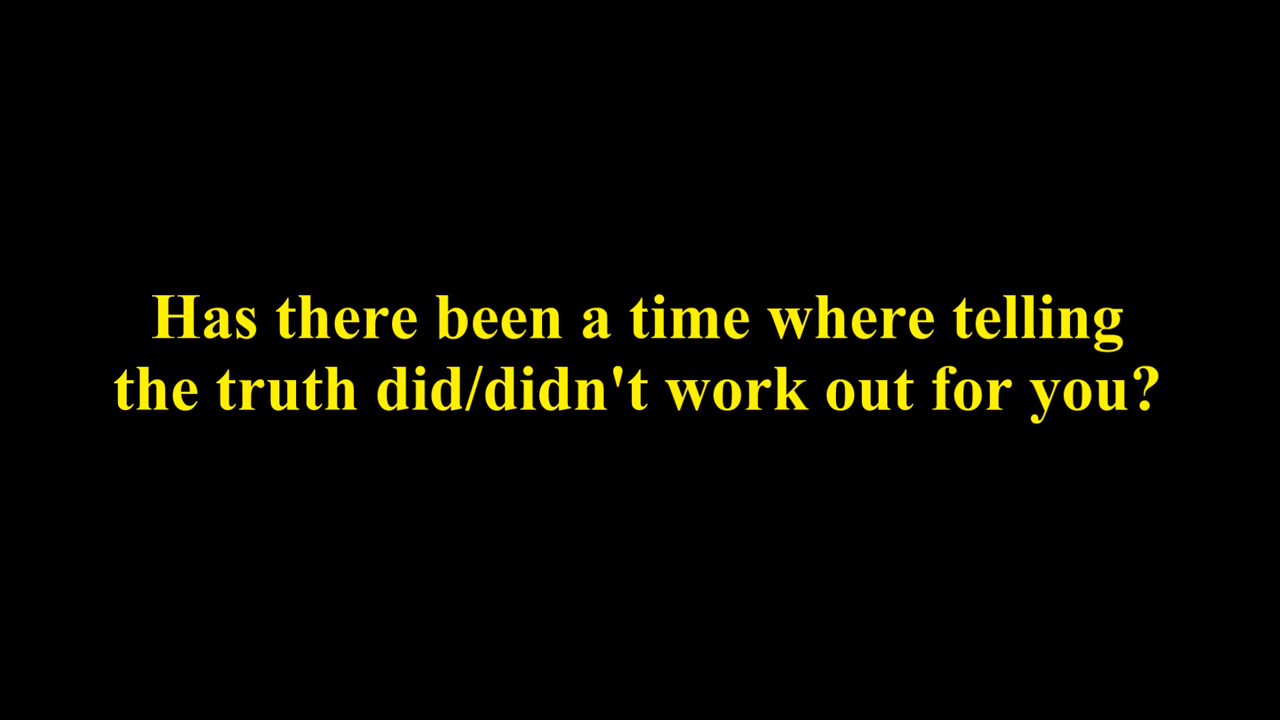 Has there been a time where telling
the truth did/didn't work out for you?